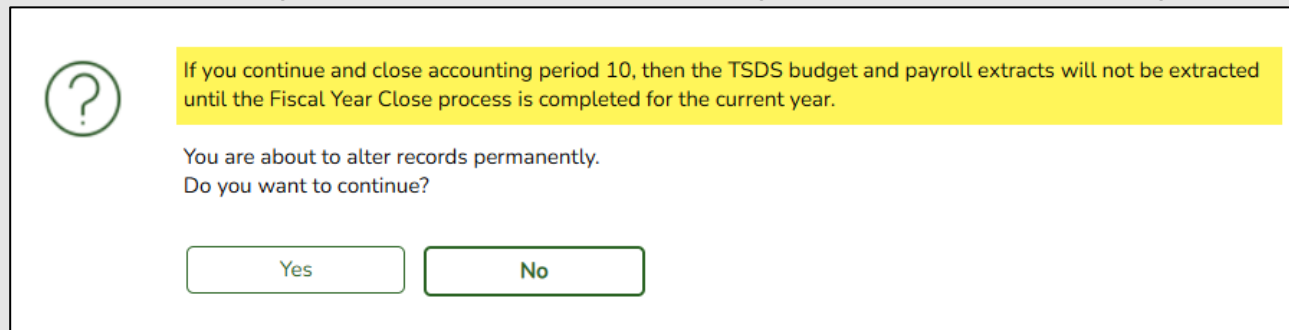 ?
If you continue and close accounting period 10, then the TSDS budget and payroll extracts will not be extracted
until the Fiscal Year Close process is completed for the current year.
You are about to alter records permanently.
Do you want to continue?
Yes
No